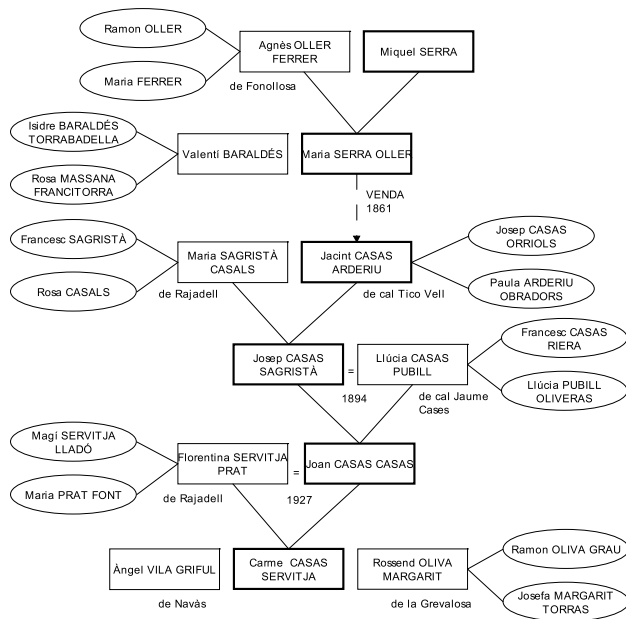 Ramon OLLER
Agnès OLLER
FERRER
Miquel SERRA
Maria FERRER
de Fonollosa
Isidre BARALDÉS
TORRABADELLA
Valentí BARALDÉS
Maria SERRA OLLER
Rosa MASSANA
FRANCITORRA
VENDA
1861
Francesc SAGRISTÀ
Maria SAGRISTÀ
CASALS
Jacint CASAS
ARDERIU
Josep CASAS
ORRIOLS
Rosa CASALS
de Rajadell
de cal Tico Vell
Paula ARDERIU
OBRADORS
Josep CASAS
SAGRISTÀ
=
1894
Llúcia CASAS
PUBILL
Francesc CASAS
RIERA
de cal Jaume
Cases
Llúcia PUBILL
OLIVERAS
Magí SERVITJA
LLADÓ
Florentina SERVITJA
PRAT
=
1927
Joan CASAS CASAS
Maria PRAT FONT
de Rajadell
Àngel VILA GRIFUL
Carme CASAS
SERVITJA
Rossend OLIVA
MARGARIT
Ramon OLIVA GRAU
de Navàs
de la Grevalosa
Josefa MARGARIT
TORRAS